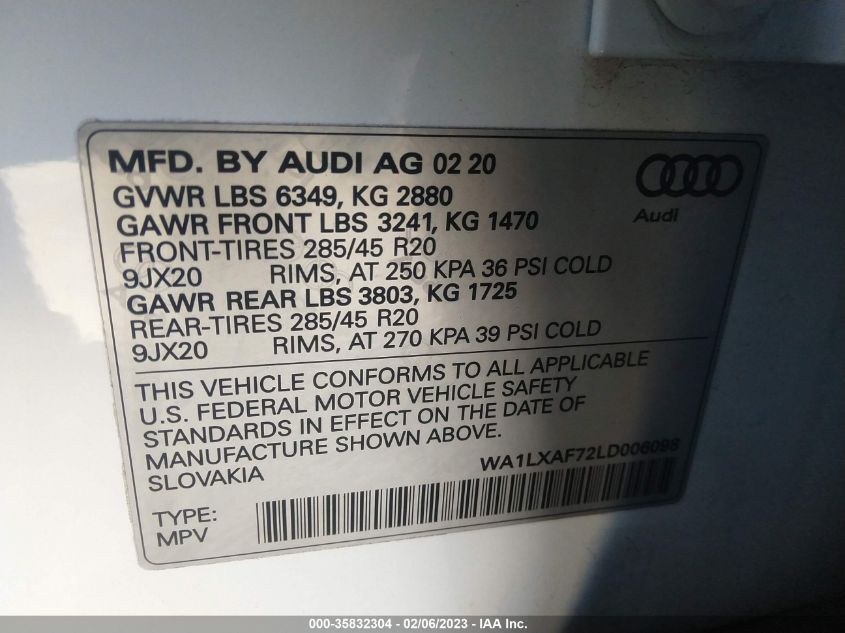 MFD. BY AUDI AG 02 20
GVWR LBS 6349, KG 2880
GAWR FRONT LBS 3241, KG 1470
FRONT-TIRES 285/45 R20
9JX20 RIMS, AT 250 KPA 36 PSI COLD
GAWR REAR LBS 3803, KG 1725
REAR-TIRES 285/45 R20
9JX20 RIMS, AT 270 KPA 39 PSI COLD
Audi
THIS VEHICLE CONFORMS TO ALL APPLICABLE
U.S. FEDERAL MOTOR VEHICLE SAFETY
STANDARDS IN EFFECT ON THE DATE OF
MANUFACTURE SHOWN ABOVE.
SLOVAKIA
WA1LXAF72LD006098
TYPE:
MPV
000-35832304 - 02/06/2023 - IAA Inc.